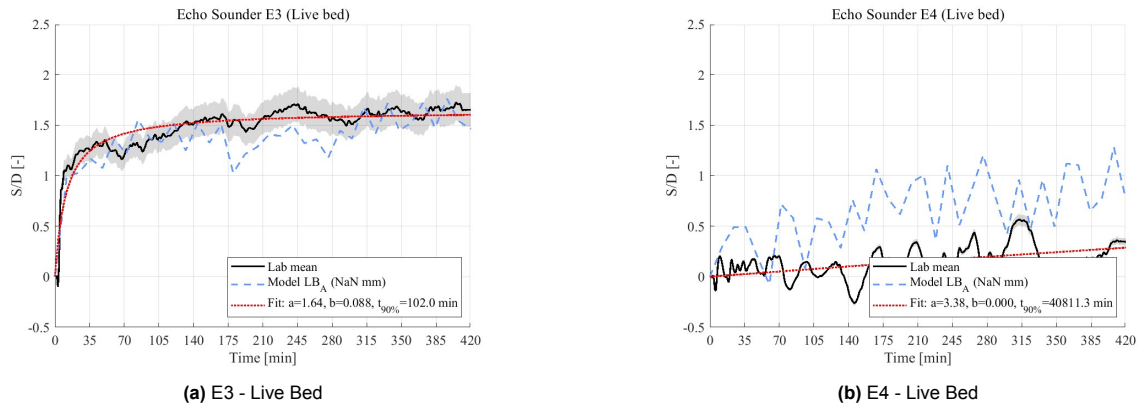 Echo Sounder E3 (Live bed)
2.5
2
1.5
1
0.5
0
-0.5
S/D [-]
Lab mean
Model LB_A (NaN mm)
Fit: a=1.64, b=0.088, t_90%=102.0 min
0 35 70 105 140 175 210 245 280 315 350 385 420
Time [min]
(a) E3 - Live Bed
Echo Sounder E4 (Live bed)
2.5
2
1.5
1
0.5
0
-0.5
S/D [-]
Lab mean
Model LB_A (NaN mm)
Fit: a=3.38, b=0.000, t_90%=40811.3 min
0 35 70 105 140 175 210 245 280 315 350 385 420
Time [min]
(b) E4 - Live Bed